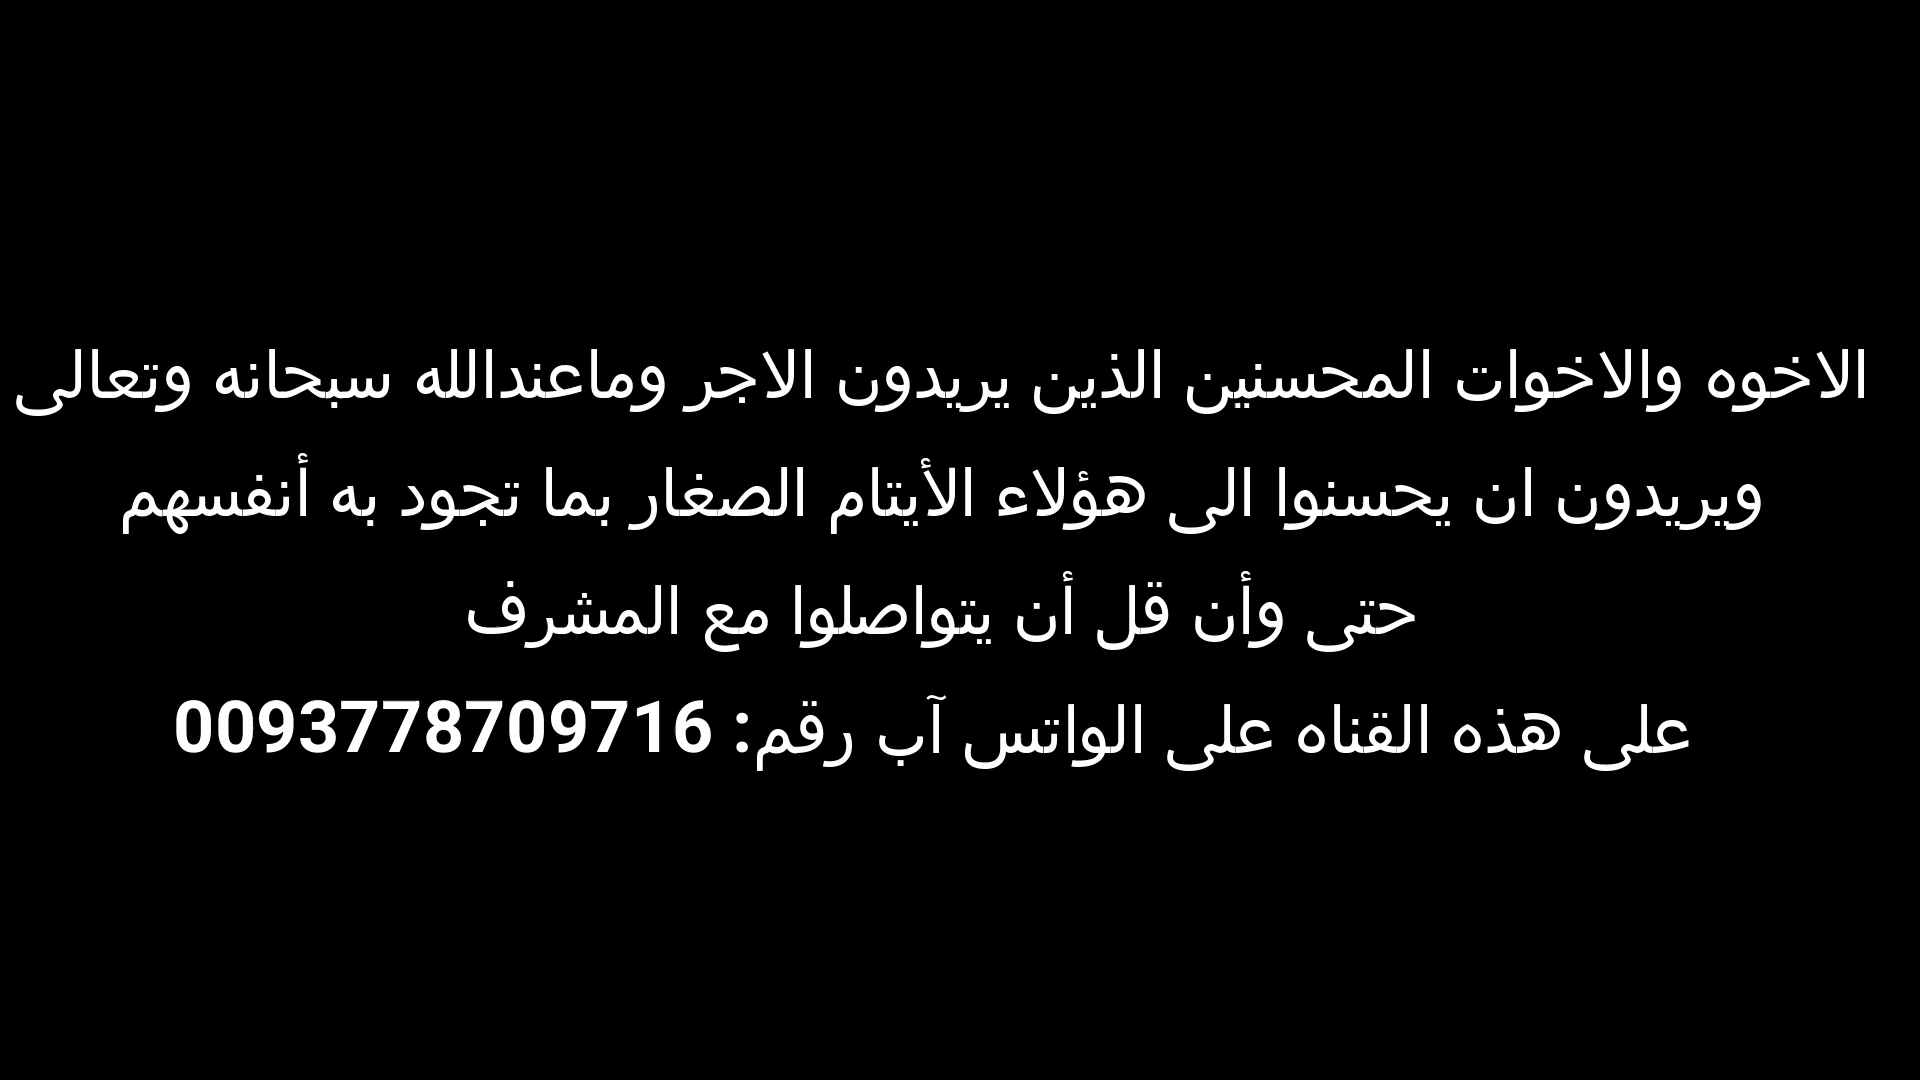 الاخوه والاخوات المحسنين الذين يريدون الاجر وماعندالله سبحانه وتعالى
ويريدون ان يحسنوا الى هؤلاء الأيتام الصغار بما تجود به أنفسهم
حتى وأن قل أن يتواصلوا مع المشرف
على هذه القناه على الواتس آب رقم: 0093778709716